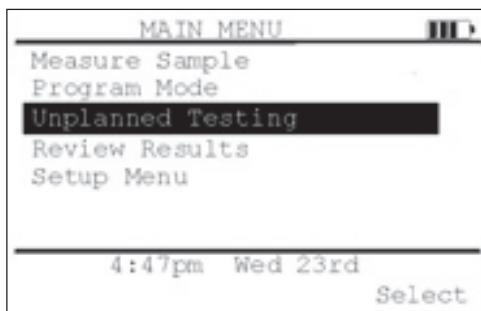 MAIN MENU
Measure Sample
Program Mode
Unplanned Testing
Review Results
Setup Menu
4:47pm Wed 23rd
Select